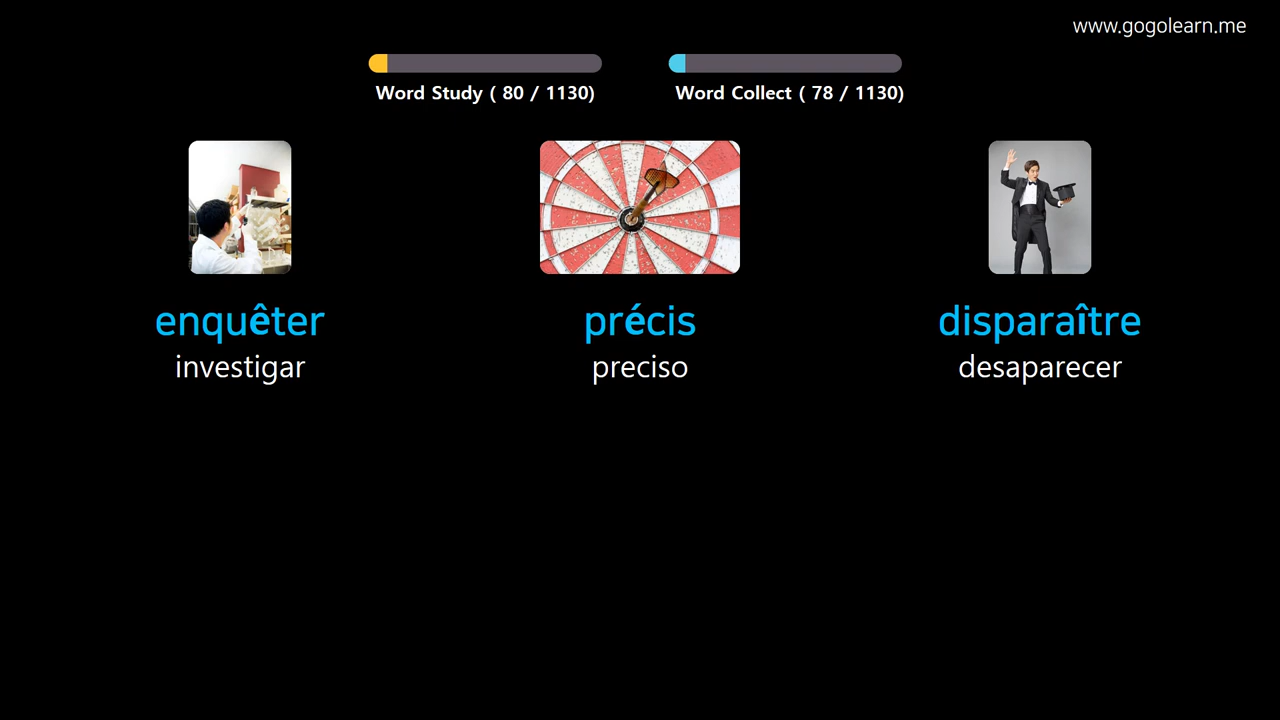 www.gogolearn.me
Word Study ( 80 / 1130)
Word Collect ( 78 / 1130)
enquêter
précis
disparaître
investigar
preciso
desaparecer